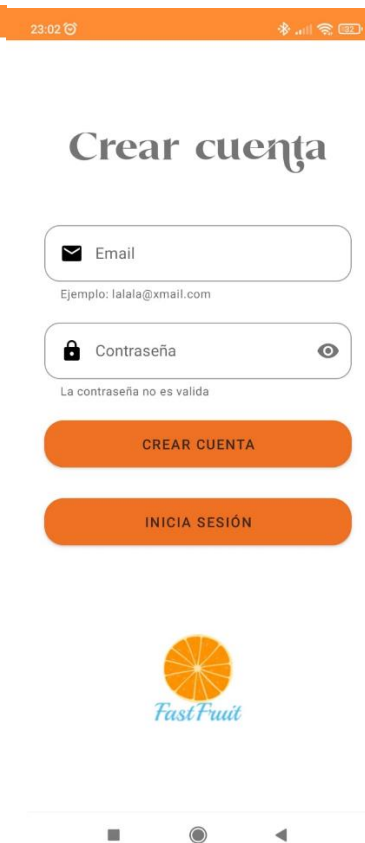 23:02
Crear cuenta
Email
Ejemplo: lalala@xmail.com
Contraseña
La contraseña no es valida
CREAR CUENTA
INICIA SESIÓN
FastFruit